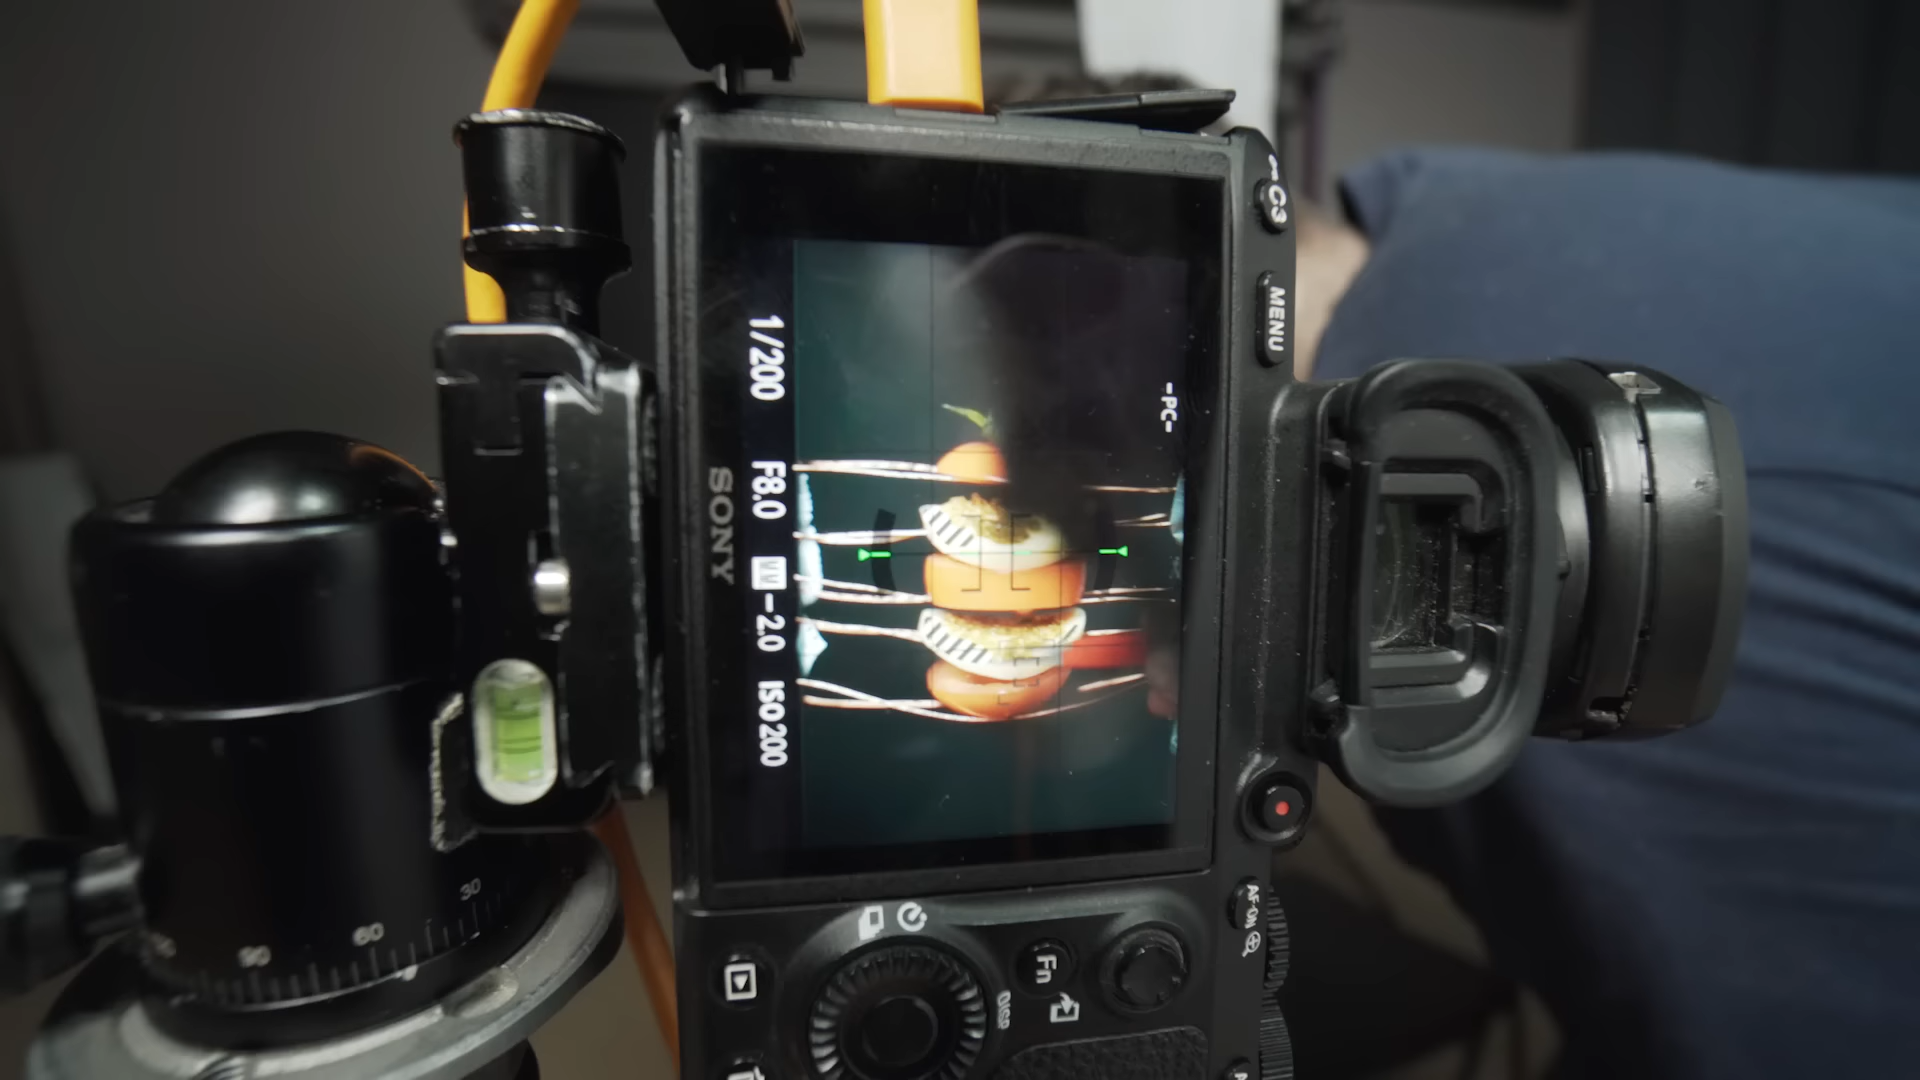 C3
MENU
-PC-
1/200 F8.0 MM -2.0 ISO 200
SONY
AF-ON
Fn
DISP
30
60
90